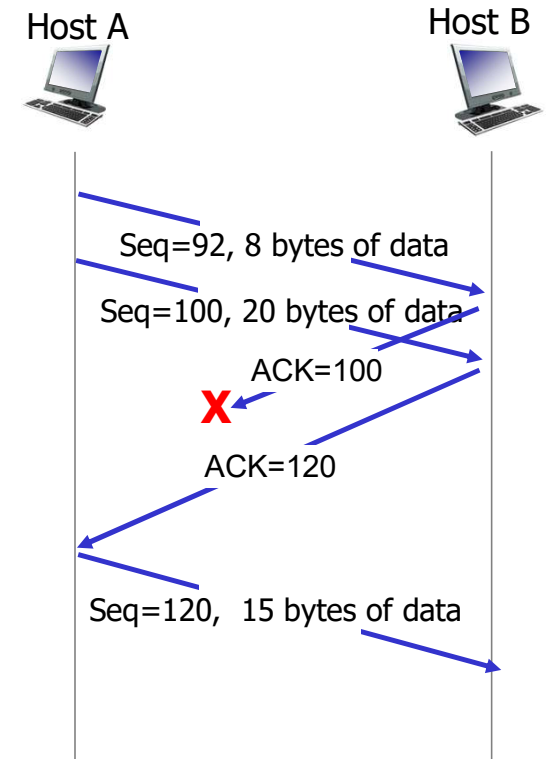 Host A
Host B
Seq=92, 8 bytes of data
Seq=100, 20 bytes of data
ACK=100
X
ACK=120
Seq=120, 15 bytes of data